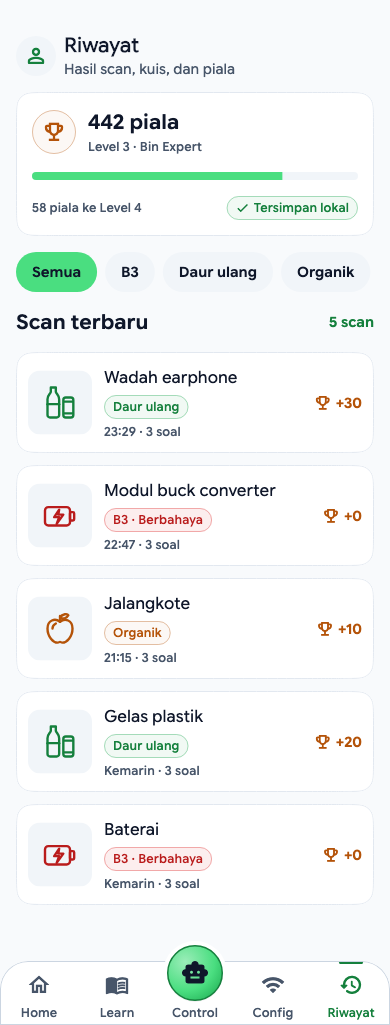 Riwayat
Hasil scan, kuis, dan piala
442 piala
Level 3 · Bin Expert
58 piala ke Level 4
Tersimpan lokal
Semua
B3
Daur ulang
Organik
Scan terbaru
5 scan
Wadah earphone
Daur ulang
23:29 · 3 soal
+30
Modul buck converter
B3 · Berbahaya
22:47 · 3 soal
+0
Jalangkote
Organik
21:15 · 3 soal
+10
Gelas plastik
Daur ulang
Kemarin · 3 soal
+20
Baterai
B3 · Berbahaya
Kemarin · 3 soal
+0
Home
Learn
Control
Config
Riwayat